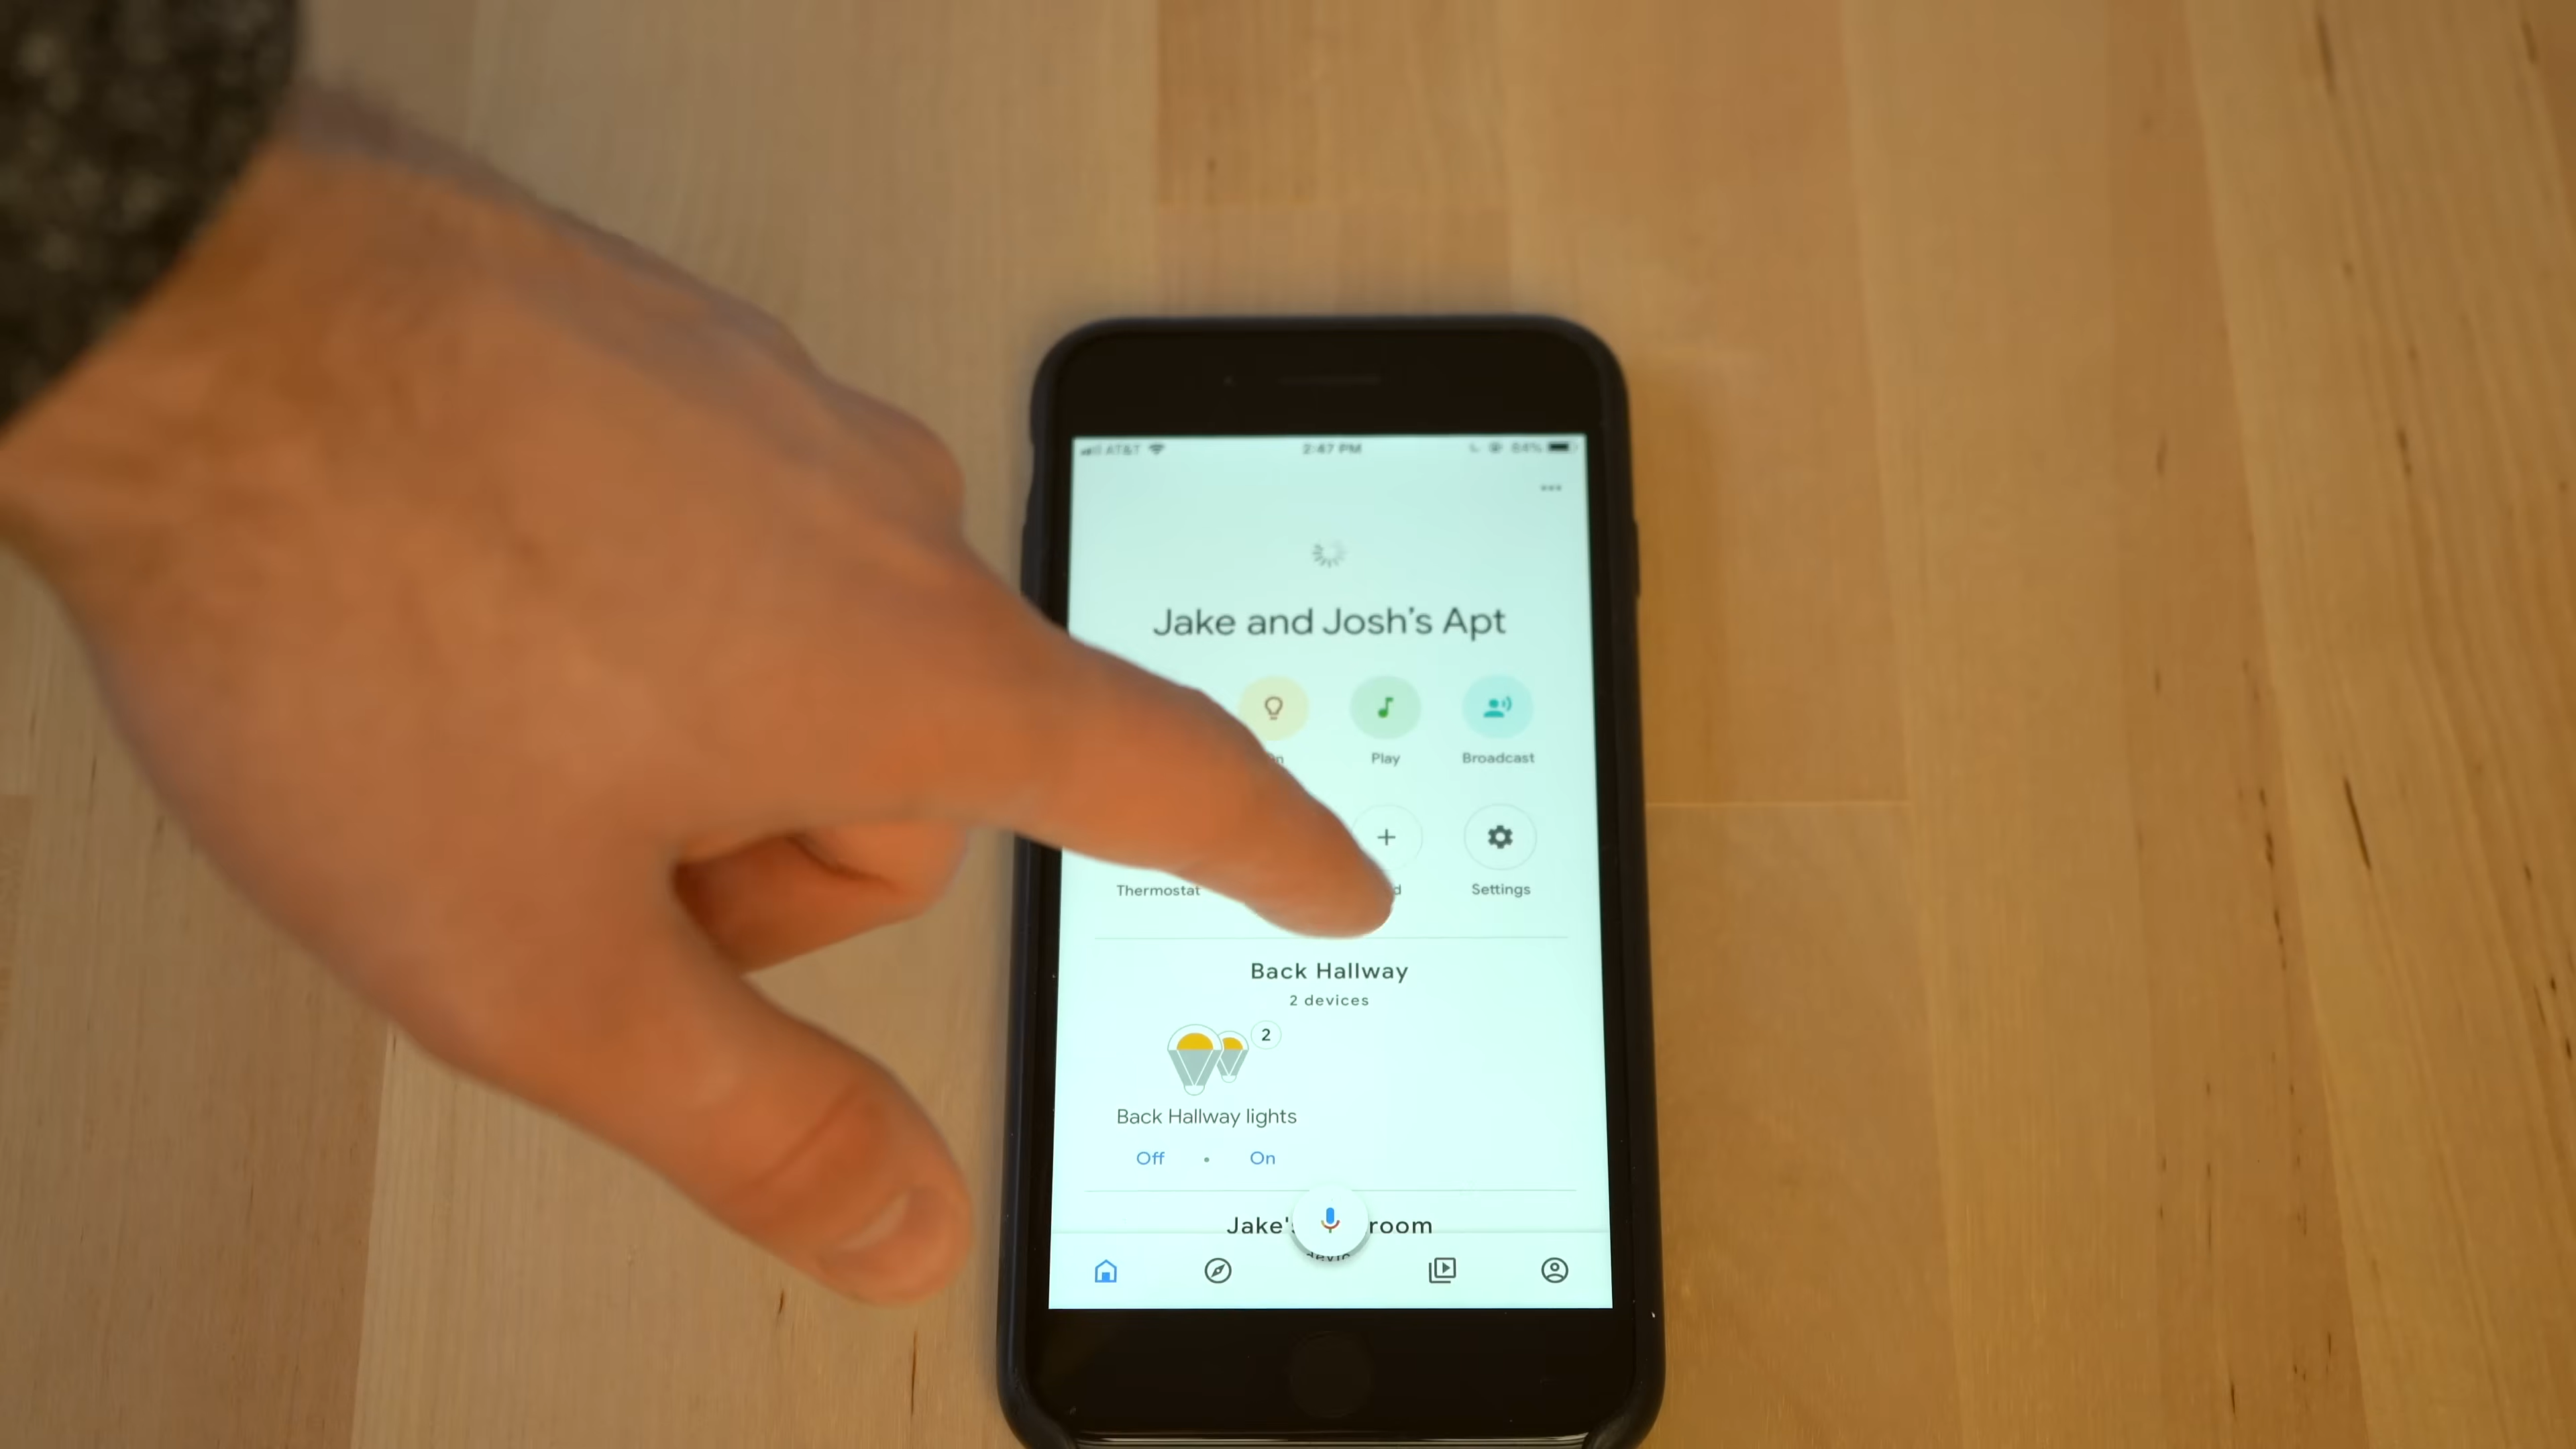 AT&T 2:47 PM 84%
Jake and Josh's Apt
Play Broadcast
Thermostat Settings
Back Hallway
2 devices
2
Back Hallway lights
Off • On
Jake's room